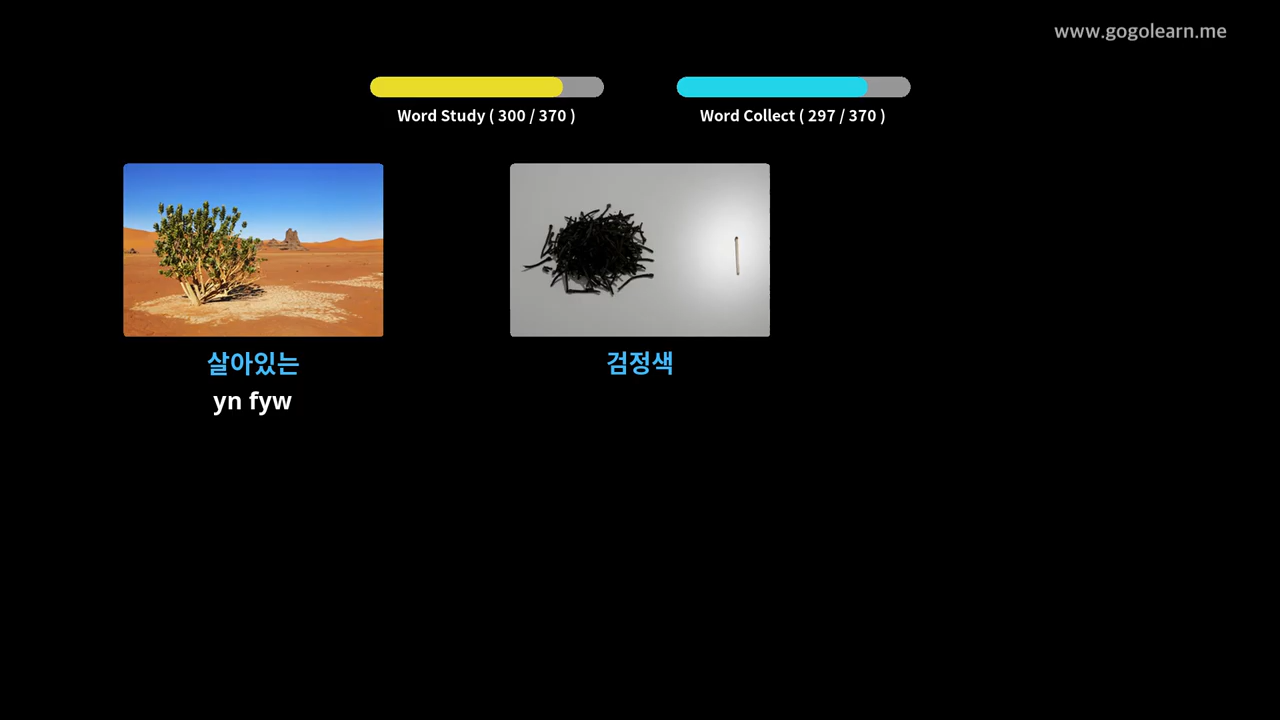 www.gogolearn.me
Word Study ( 300 / 370 )
Word Collect ( 297 / 370 )
살아있는
yn fyw
검정색